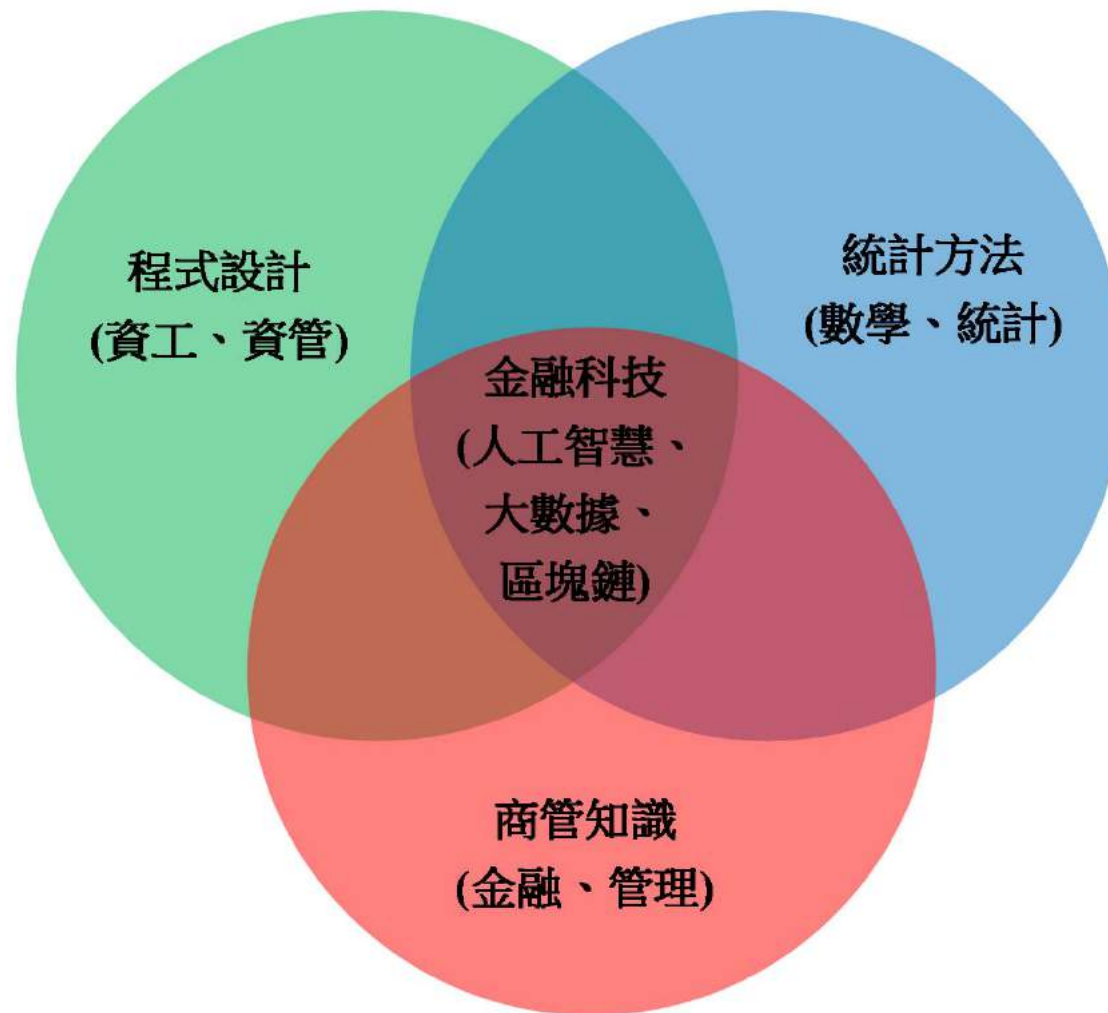 程式設計
(資工、資管)
統計方法
(數學、統計)
金融科技
(人工智慧、
大數據、
區塊鏈)
商管知識
(金融、管理)